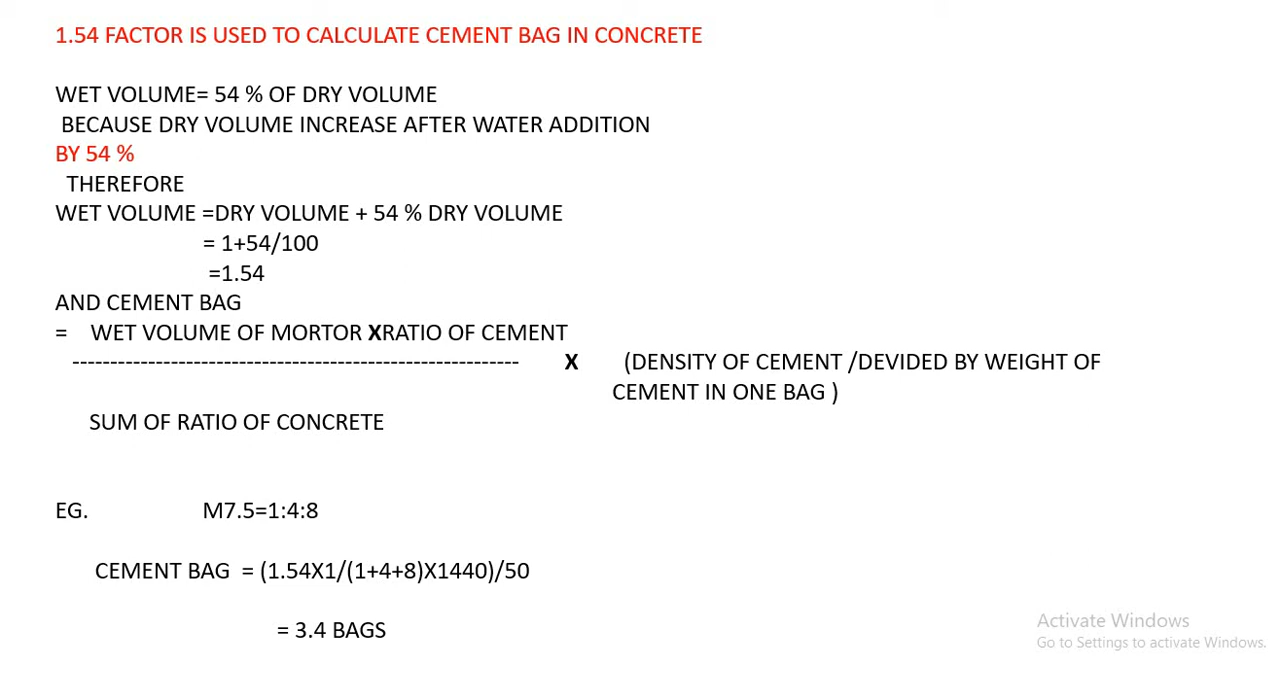 1.54 FACTOR IS USED TO CALCULATE CEMENT BAG IN CONCRETE
WET VOLUME= 54 % OF DRY VOLUME
BECAUSE DRY VOLUME INCREASE AFTER WATER ADDITION
BY 54 %
THEREFORE
WET VOLUME =DRY VOLUME + 54 % DRY VOLUME
= 1+54/100
=1.54
AND CEMENT BAG
= WET VOLUME OF MORTOR XRATIO OF CEMENT
------------------------------------------------------------ X (DENSITY OF CEMENT /DEVIDED BY WEIGHT OF
CEMENT IN ONE BAG )
SUM OF RATIO OF CONCRETE
EG. M7.5=1:4:8
CEMENT BAG = (1.54X1/(1+4+8)X1440)/50
= 3.4 BAGS
Activate Windows
Go to Settings to activate Windows.